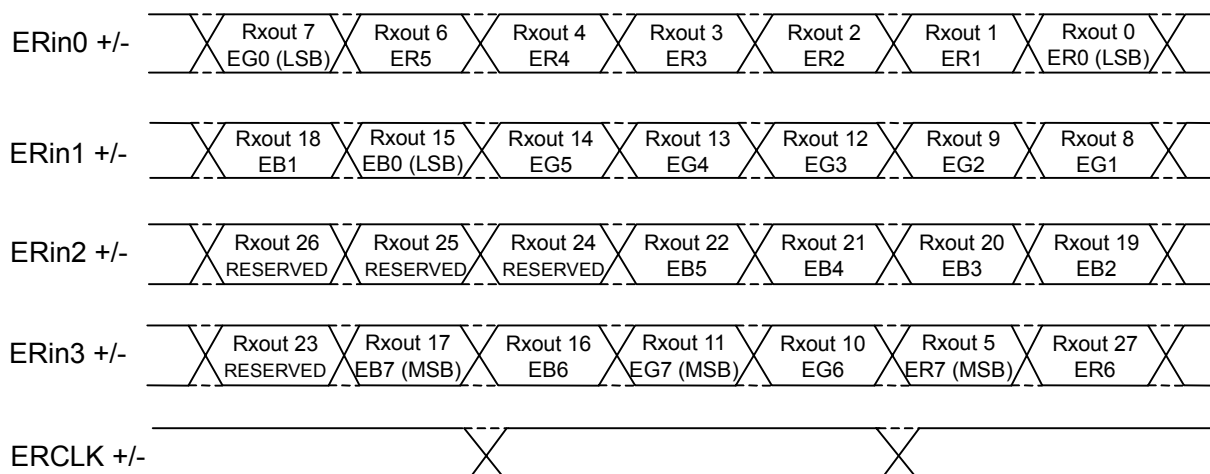 ERin0 +/-
Rxout 7 Rxout 6 Rxout 4 Rxout 3 Rxout 2 Rxout 1 Rxout 0
EG0 (LSB) ER5 ER4 ER3 ER2 ER1 ER0 (LSB)
ERin1 +/-
Rxout 18 Rxout 15 Rxout 14 Rxout 13 Rxout 12 Rxout 9 Rxout 8
EB1 EB0 (LSB) EG5 EG4 EG3 EG2 EG1
ERin2 +/-
Rxout 26 Rxout 25 Rxout 24 Rxout 22 Rxout 21 Rxout 20 Rxout 19
RESERVED RESERVED RESERVED EB5 EB4 EB3 EB2
ERin3 +/-
Rxout 23 Rxout 17 Rxout 16 Rxout 11 Rxout 10 Rxout 5 Rxout 27
RESERVED EB7 (MSB) EB6 EG7 (MSB) EG6 ER7 (MSB) ER6
ERCLK +/-